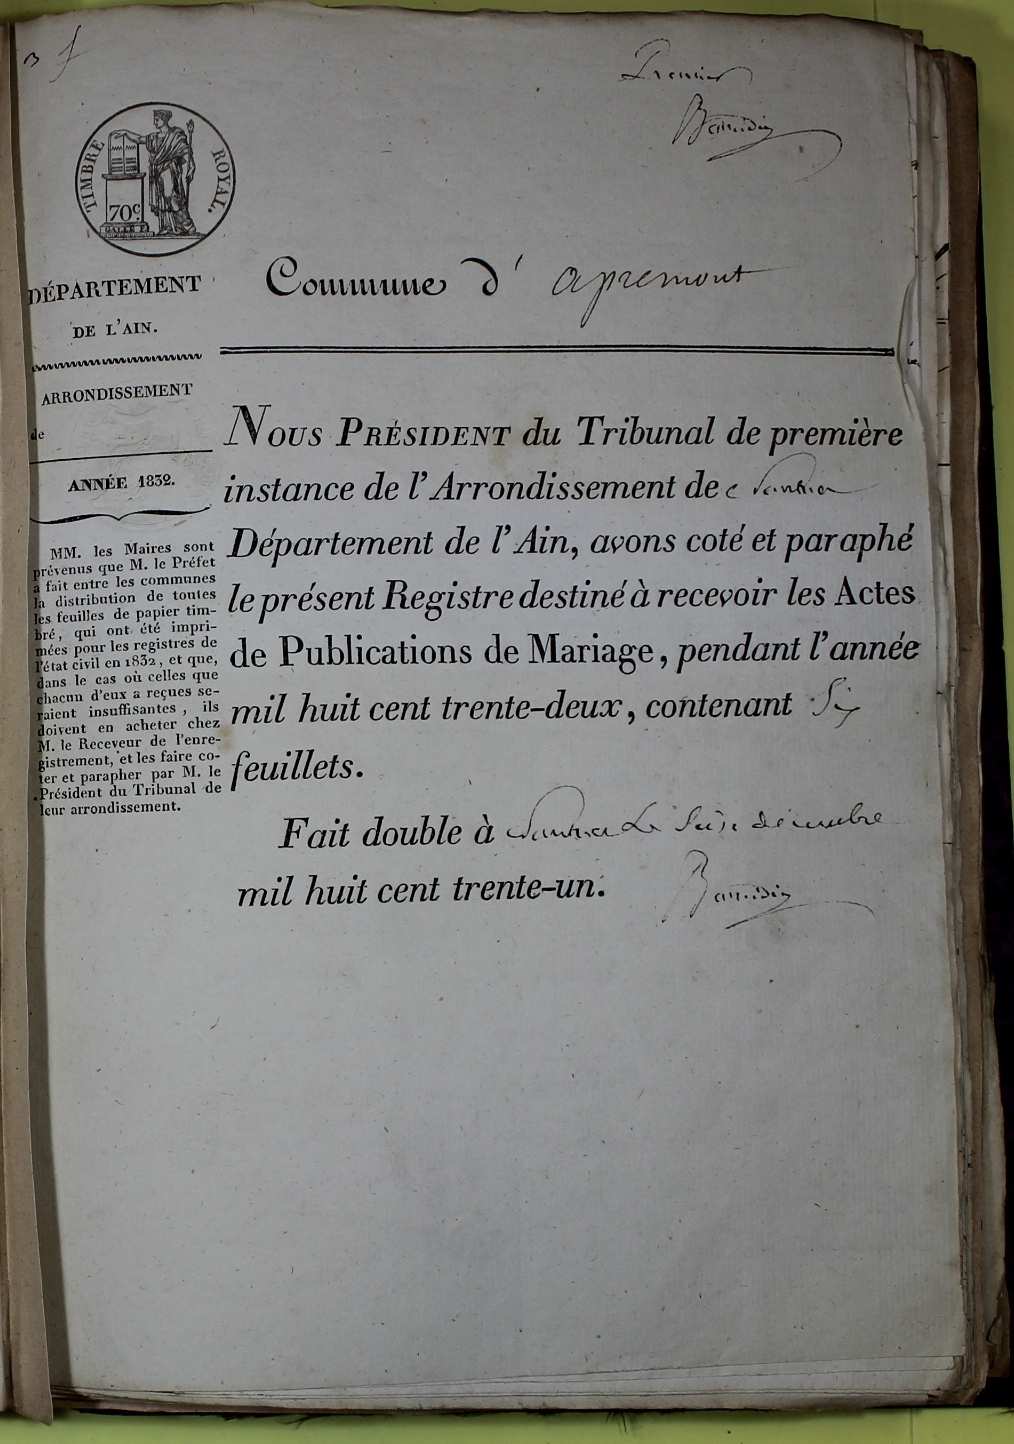 3 f
Premier
TIMBRE ROYAL.
70c.
DÉPARTEMENT
DE L'AIN.
Commune d' apremont
ARRONDISSEMENT
de
ANNÉE 1832.
MM. les Maires sont
prévenus que M. le Préfet
a fait entre les communes
la distribution de toutes
les feuilles de papier tim-
bré, qui ont été impri-
mées pour les registres de
l'état civil en 1832, et que,
dans le cas où celles que
chacun d'eux a reçues se-
raient insuffisantes, ils
doivent en acheter chez
M. le Receveur de l'enre-
gistrement, et les faire co-
ter et parapher par M. le
Président du Tribunal de
leur arrondissement.
NOUS PRÉSIDENT du Tribunal de première
instance de l'Arrondissement de Nantua
Département de l'Ain, avons coté et paraphé
le présent Registre destiné à recevoir les Actes
de Publications de Mariage, pendant l'année
mil huit cent trente-deux, contenant Six
feuillets.
Fait double à Nantua Le Seize décembre
mil huit cent trente-un.